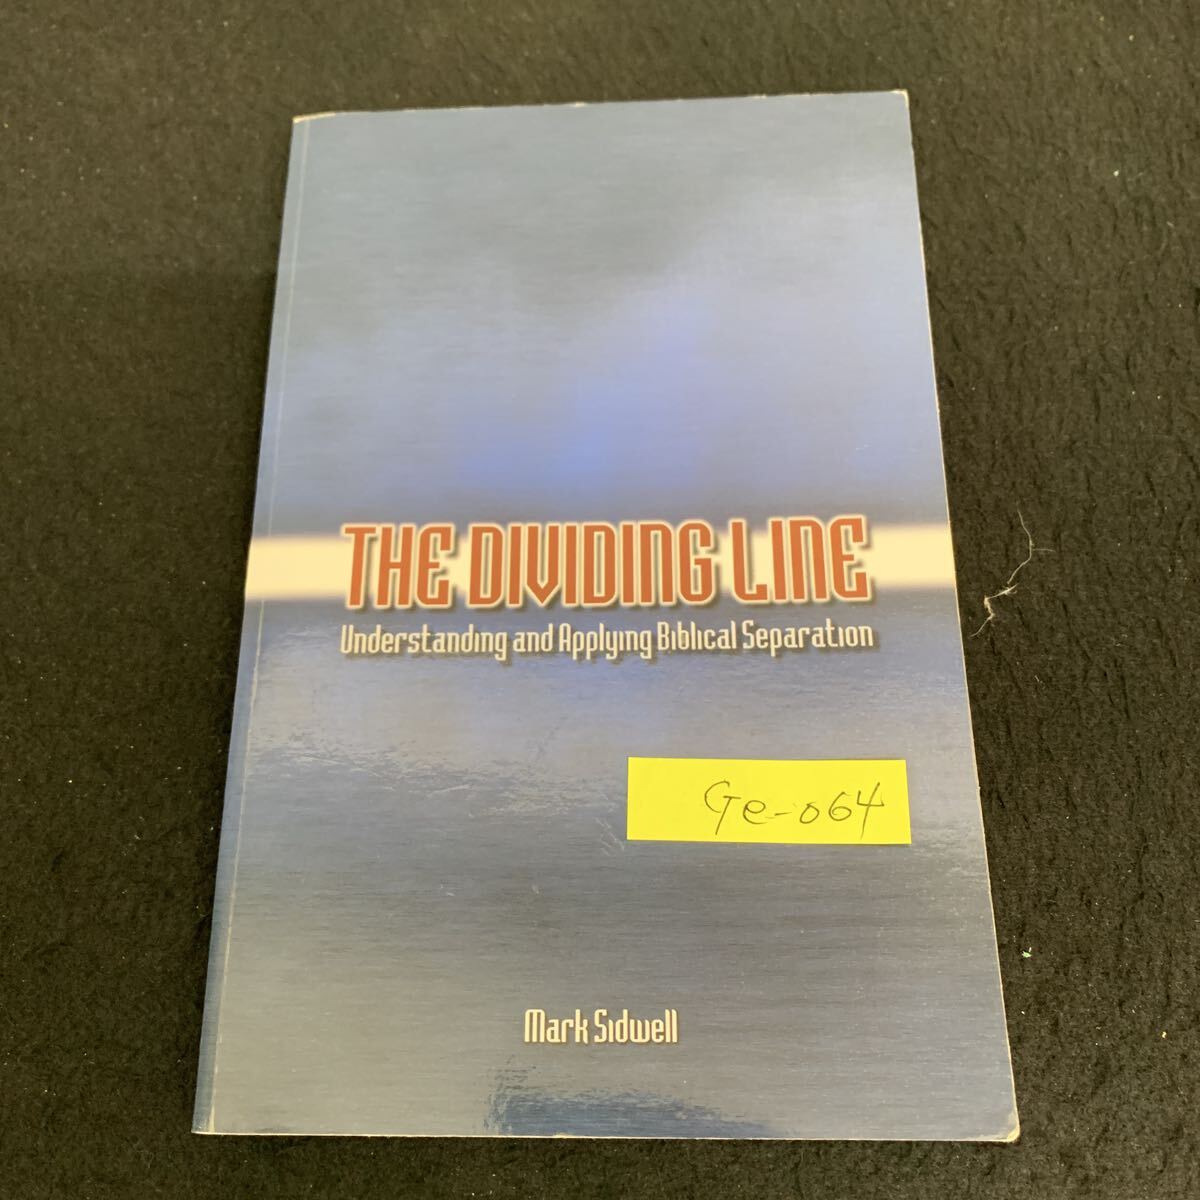 THE DIVIDING LINE
Understanding and Applying Biblical Separation
Ge-064
Mark Sidwell